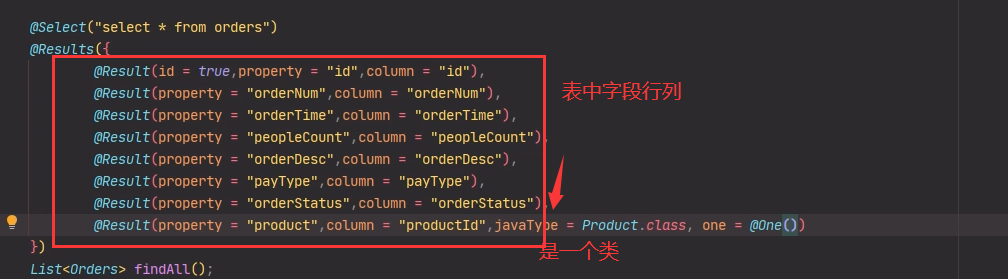 @Select("select * from orders")
@Results({
@Result(id = true,property = "id",column = "id"),
@Result(property = "orderNum",column = "orderNum"),
表中字段行列
@Result(property = "orderTime",column = "orderTime"),
@Result(property = "peopleCount",column = "peopleCount"),
@Result(property = "orderDesc",column = "orderDesc"),
@Result(property = "payType",column = "payType"),
@Result(property = "orderStatus",column = "orderStatus"),
@Result(property = "product",column = "productId",javaType = Product.class, one = @One())
})
是一个类
List<Orders> findAll();